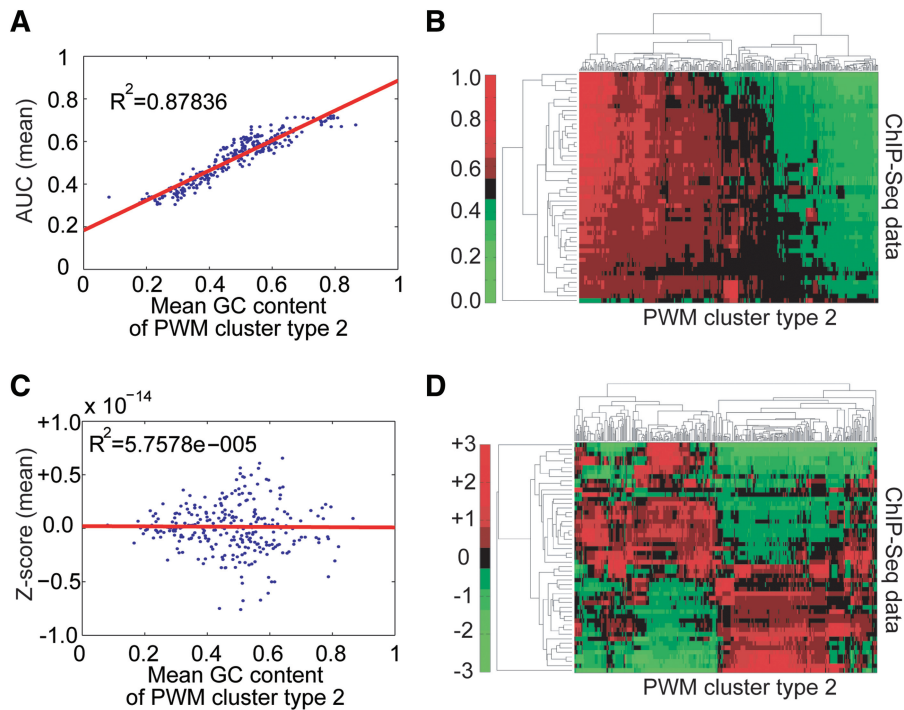 A
1
0.8
0.6
0.4
0.2
0
AUC (mean)
R²=0.87836
0 0.2 0.4 0.6 0.8 1
Mean GC content
of PWM cluster type 2
B
1.0
0.8
0.6
0.4
0.2
0.0
ChIP-Seq data
PWM cluster type 2
C
x 10⁻¹⁴
+1.0
+0.5
0.0
−0.5
-1.0
Z-score (mean)
R²=5.7578e−005
0 0.2 0.4 0.6 0.8 1
Mean GC content
of PWM cluster type 2
D
+3
+2
+1
0
-1
-2
-3
ChIP-Seq data
PWM cluster type 2